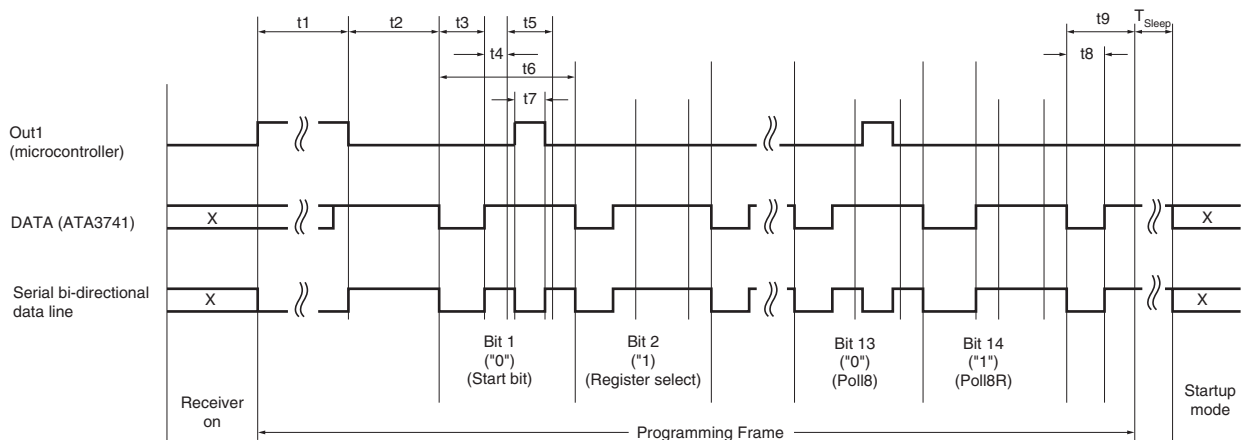 t1
t2
t3
t5
t9
T Sleep
t4
t8
t6
t7
Out1
(microcontroller)
X
DATA (ATA3741)
X
Serial bi-directional
data line
X
X
Bit 1
("0")
(Start bit)
Bit 2
("1)
(Register select)
Bit 13
("0")
(Poll8)
Bit 14
("1")
(Poll8R)
Receiver
on
Startup
mode
Programming Frame